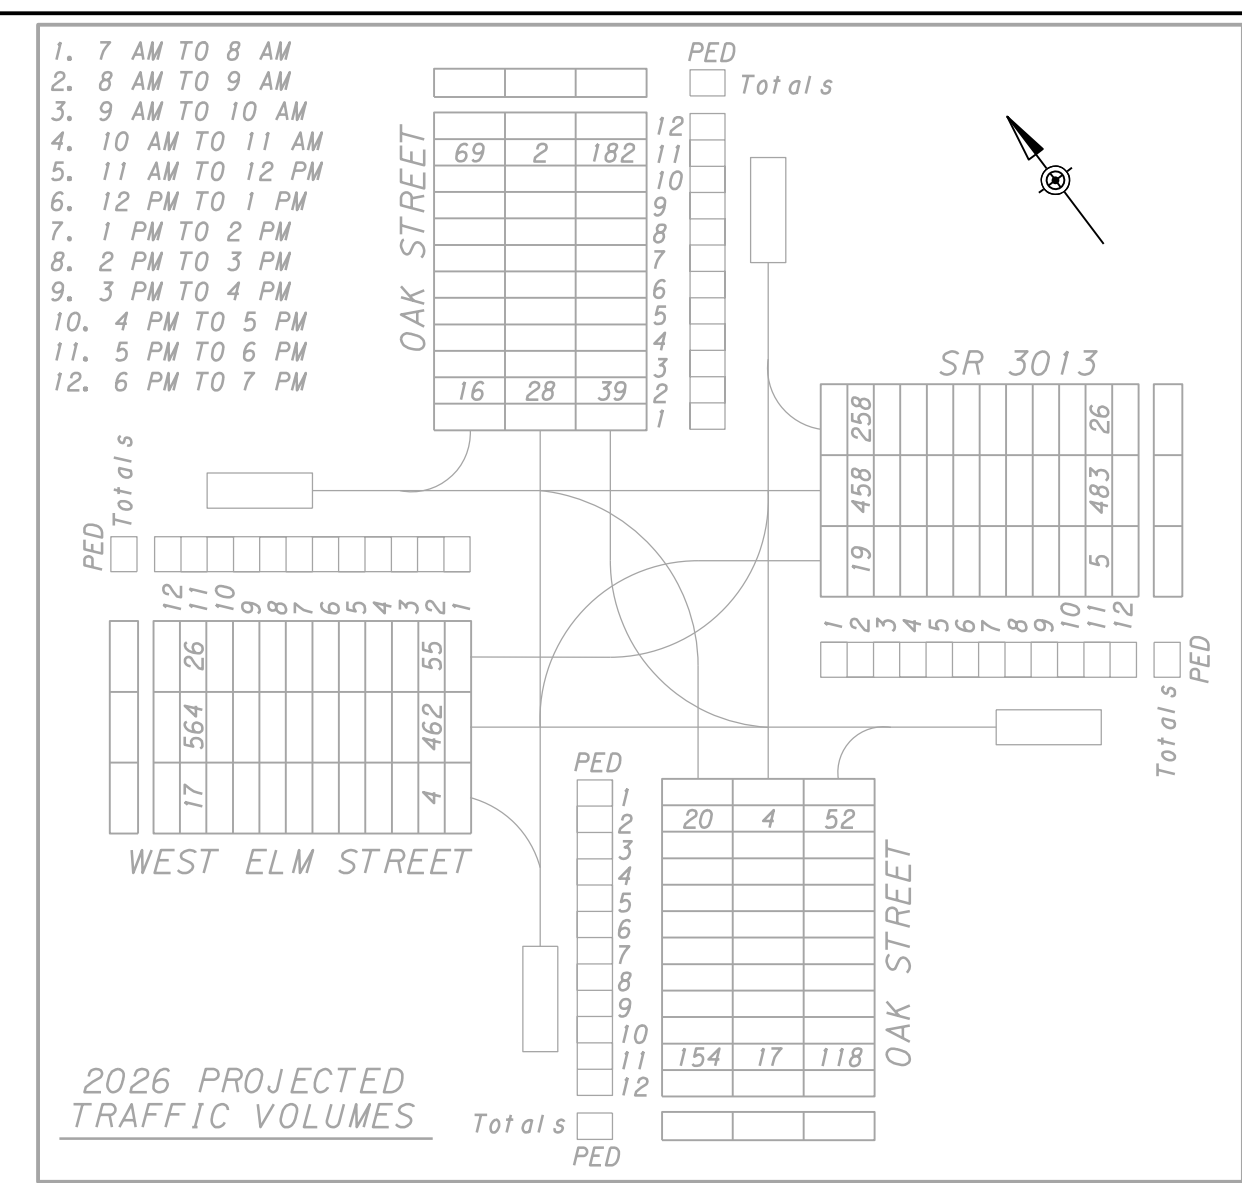 1. 7 AM TO 8 AM
2. 8 AM TO 9 AM
3. 9 AM TO 10 AM
4. 10 AM TO 11 AM
5. 11 AM TO 12 PM
6. 12 PM TO 1 PM
7. 1 PM TO 2 PM
8. 2 PM TO 3 PM
9. 3 PM TO 4 PM
10. 4 PM TO 5 PM
11. 5 PM TO 6 PM
12. 6 PM TO 7 PM
OAK STREET
69 2 182
16 28 39
PED
Totals
12
11
10
9
8
7
6
5
4
3
2
1
SR 3013
258 26
458 483
19 5
1 2 3 4 5 6 7 8 9 10 11 12
PED
Totals
Totals
PED
12 11 10 9 8 7 6 5 4 3 2 1
26 55
564 462
17 4
WEST ELM STREET
PED
1
2
3
4
5
6
7
8
9
10
11
12
Totals
PED
20 4 52
154 17 118
OAK STREET
2026 PROJECTED
TRAFFIC VOLUMES